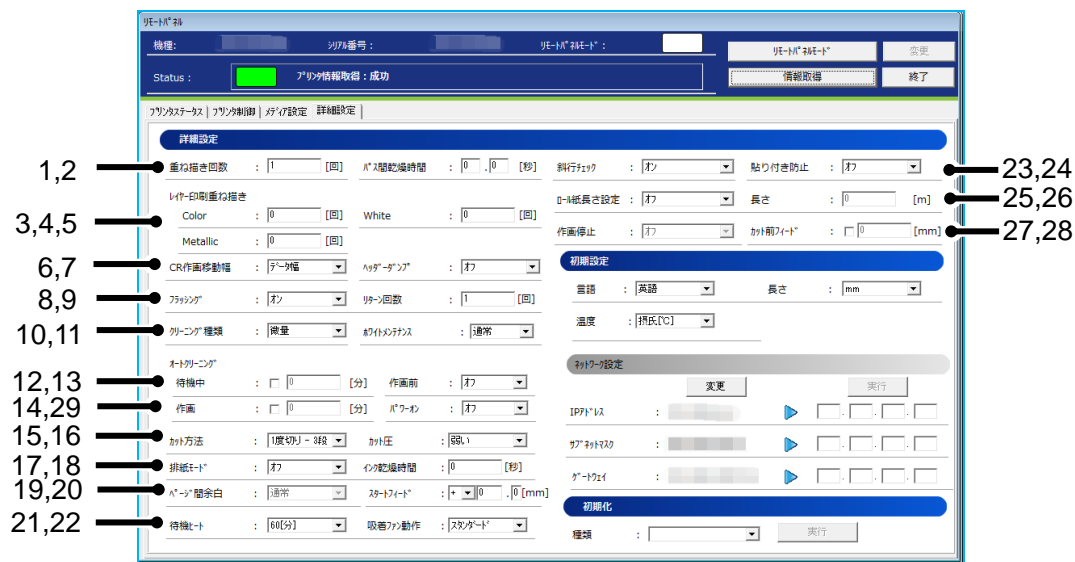 ﾘﾓｰﾄﾊﾟﾈﾙ
機種: ｼﾘｱﾙ番号： ﾘﾓｰﾄﾊﾟﾈﾙﾓｰﾄﾞ：
ﾘﾓｰﾄﾊﾟﾈﾙﾓｰﾄﾞ 変更
Status： ﾌﾟﾘﾝﾀ情報取得：成功
情報取得 終了
ﾌﾟﾘﾝﾀｽﾃｰﾀｽ ﾌﾟﾘﾝﾀ制御 ﾒﾃﾞｨｱ設定 詳細設定
詳細設定
1,2 重ね描き回数 : 1 [回] ﾊﾟｽ間乾燥時間 : 0 .0 [秒]
3,4,5 ﾚｲﾔｰ印刷重ね描き
Color : 0 [回] White : 0 [回]
Metallic : 0 [回]
6,7 CR作画移動幅 : ﾃﾞｰﾀ幅 ﾍｯﾀﾞｰﾀﾞﾝﾌﾟ : ｵﾌ
8,9 ﾌﾗｯｼﾝｸﾞ : ｵﾝ ﾘﾀｰﾝ回数 : 1 [回]
10,11 ｸﾘｰﾆﾝｸﾞ種類 : 微量 ﾎﾜｲﾄﾒﾝﾃﾅﾝｽ : 通常
ｵｰﾄｸﾘｰﾆﾝｸﾞ
12,13 待機中 : 0 [分] 作画前 : ｵﾌ
14,29 作画 : 0 [分] ﾊﾟﾜｰｵﾝ : ｵﾌ
15,16 ｶｯﾄ方法 : 1度切り - 3段 ｶｯﾄ圧 : 弱い
17,18 排紙ﾓｰﾄﾞ : ｵﾌ ｲﾝｸ乾燥時間 : 0 [秒]
19,20 ﾍﾟｰｼﾞ間余白 : 通常 ｽﾀｰﾄﾌｨｰﾄﾞ : + 0 .0 [mm]
21,22 待機ﾋｰﾄ : 60[分] 吸着ﾌｧﾝ動作 : ｽﾀﾝﾀﾞｰﾄﾞ
斜行ﾁｪｯｸ : ｵﾝ 貼り付き防止 : ｵﾌ 23,24
ﾛｰﾙ紙長さ設定 : ｵﾌ 長さ : 0 [m] 25,26
作画停止 : ｵﾌ ｶｯﾄ前ﾌｨｰﾄﾞ : 0 [mm] 27,28
初期設定
言語 : 英語 長さ : mm
温度 : 摂氏[℃]
ﾈｯﾄﾜｰｸ設定
変更 実行
IPｱﾄﾞﾚｽ : . . .
ｻﾌﾞﾈｯﾄﾏｽｸ : . . .
ｹﾞｰﾄｳｪｲ : . . .
初期化
種類 : 実行